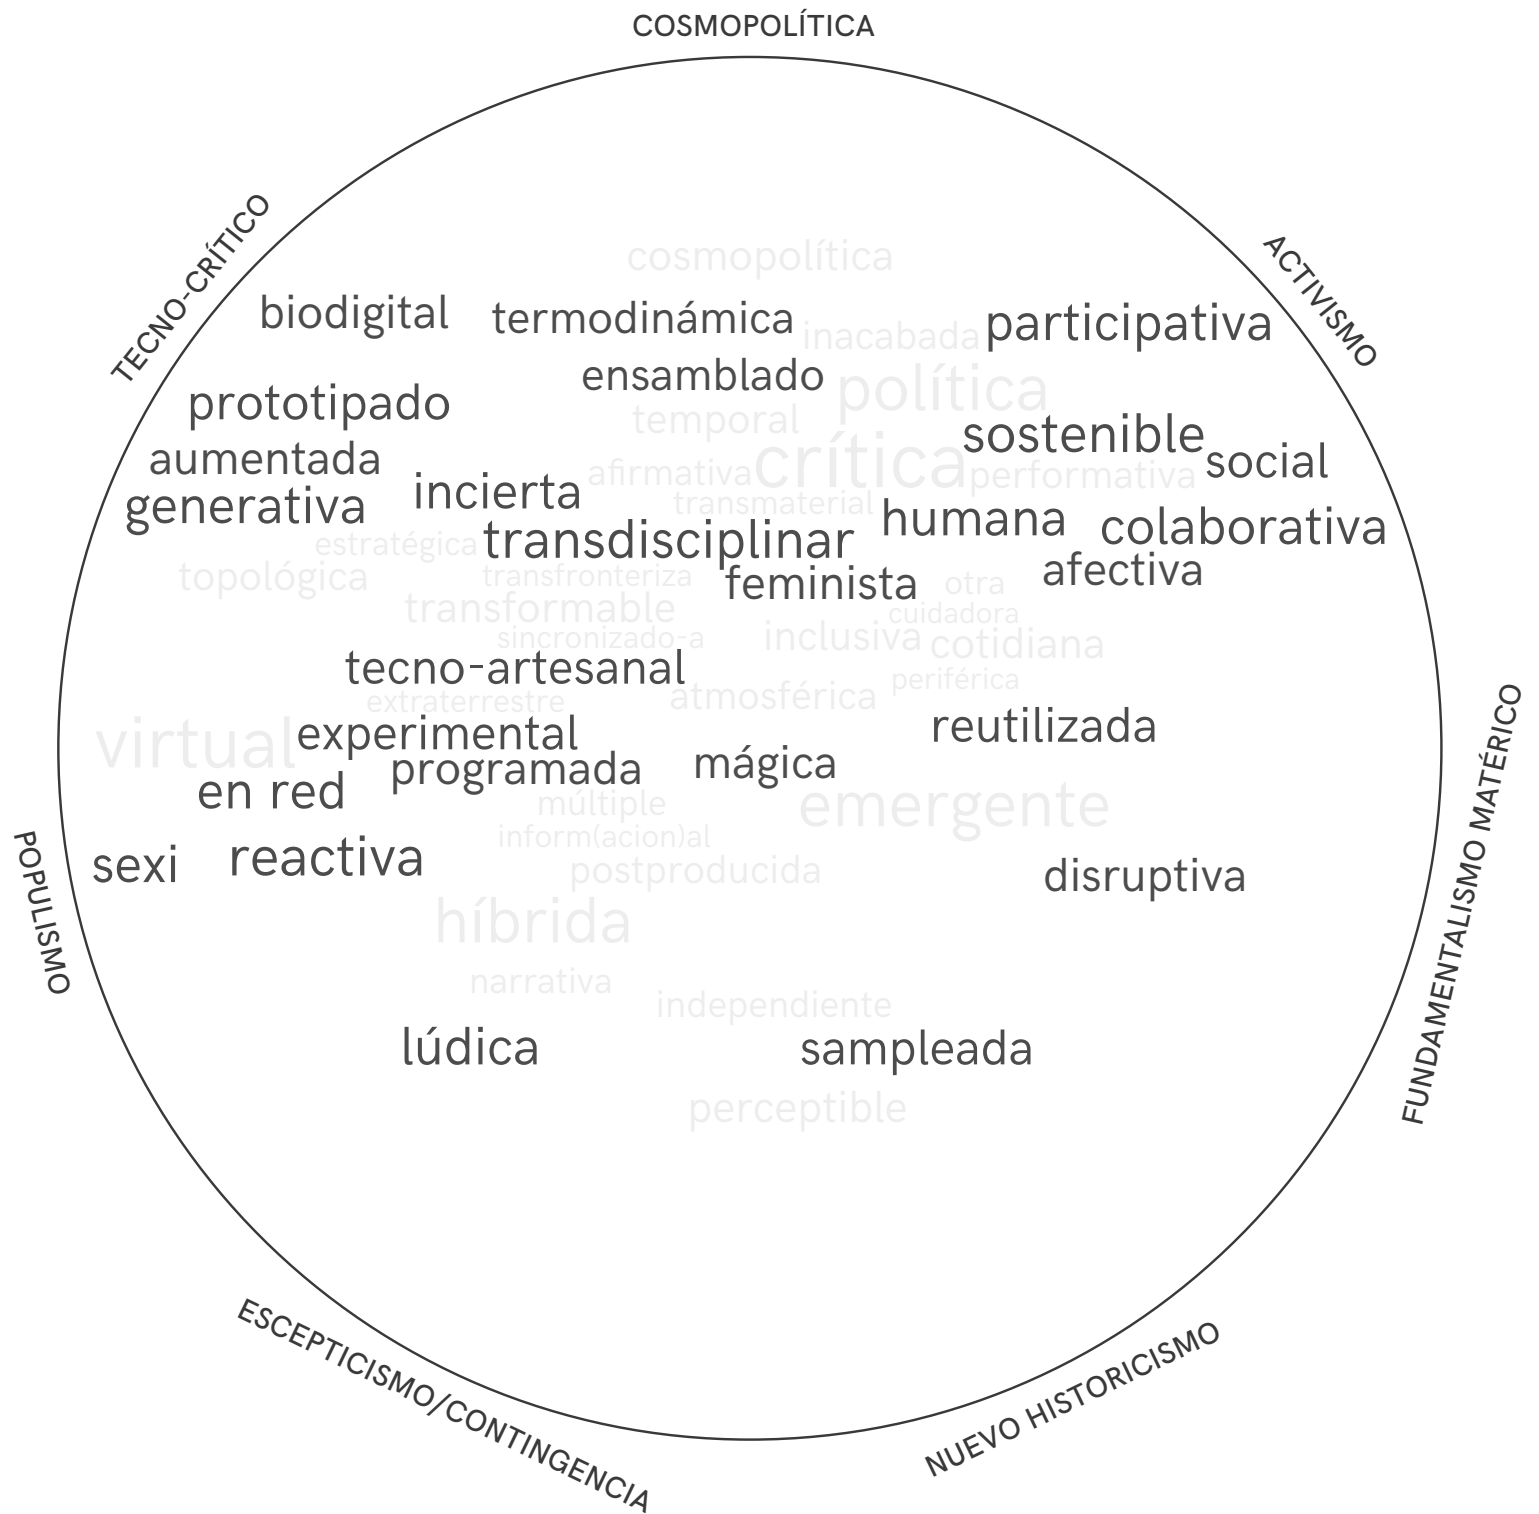 COSMOPOLÍTICA
TECNO-CRÍTICO
ACTIVISMO
cosmopolítica
biodigital
termodinámica
inacabada
participativa
ensamblado
política
prototipado
temporal
sostenible
aumentada
afirmativa
crítica
performativa
social
generativa
incierta
transmaterial
humana
colaborativa
estratégica
transdisciplinar
topológica
transfronteriza
feminista
otra
afectiva
transformable
cuidadora
sincronizado-a
inclusiva
cotidiana
tecno-artesanal
periférica
extraterrestre
atmosférica
virtual
experimental
reutilizada
programada
mágica
en red
múltiple
emergente
inform(acion)al
sexi
reactiva
postproducida
disruptiva
POPULISMO
FUNDAMENTALISMO MATÉRICO
híbrida
narrativa
independiente
lúdica
sampleada
perceptible
ESCEPTICISMO/CONTINGENCIA
NUEVO HISTORICISMO